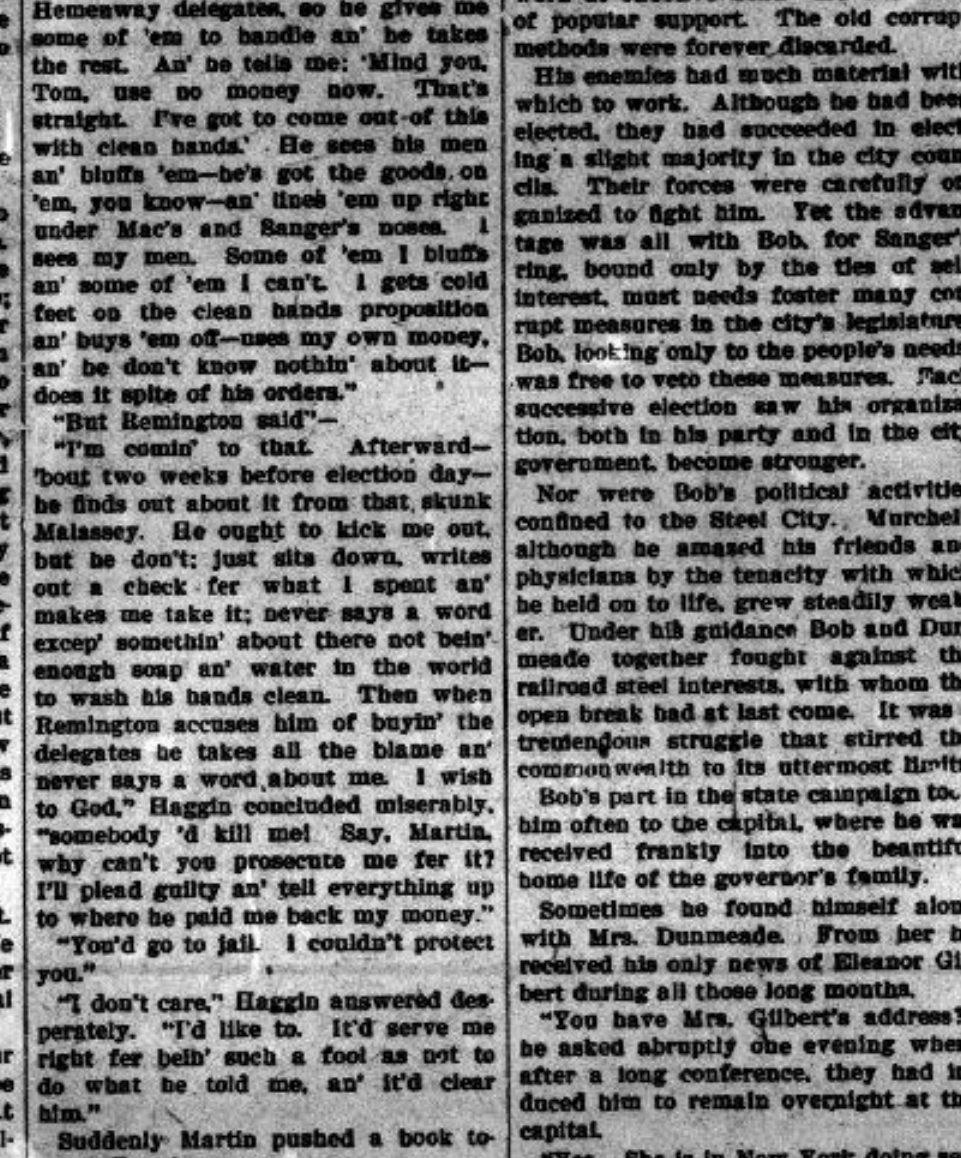 Hemenway delegates, so he gives me
some of 'em to handle an' he takes
the rest. An' he tells me: 'Mind you,
Tom, use no money now. That's
straight. I've got to come out of this
with clean hands.' He sees his men
an' bluffs 'em—he's got the goods on
'em, you know—an' lines 'em up right
under Mac's and Sanger's noses. I
sees my men. Some of 'em I bluffs
an' some of 'em I can't. I gets cold
feet on the clean hands proposition
an' buys 'em off—uses my own money,
an' he don't know nothin' about it—
does it spite of his orders."
"But Remington said"—
"I'm comin' to that. Afterward—
'bout two weeks before election day—
he finds out about it from that skunk
Malassey. He ought to kick me out,
but he don't; just sits down, writes
out a check fer what I spent an'
makes me take it; never says a word
excep' somethin' about there not bein'
enough soap an' water in the world
to wash his hands clean. Then when
Remington accuses him of buyin' the
delegates he takes all the blame an'
never says a word about me. I wish
to God," Haggin concluded miserably,
"somebody 'd kill me! Say, Martin,
why can't you prosecute me fer it?
I'll plead guilty an' tell everything up
to where he paid me back my money."
"You'd go to jail. I couldn't protect
you."
"I don't care," Haggin answered des-
perately. "I'd like to. It'd serve me
right fer bein' such a fool as not to
do what he told me, an' it'd clear
him."
Suddenly Martin pushed a book to-
of popular support. The old corrup
methods were forever discarded.
His enemies had much material wit
which to work. Although he had bee
elected, they had succeeded in elect
ing a slight majority in the city coun
cils. Their forces were carefully or
ganized to fight him. Yet the advan
tage was all with Bob, for Sanger'
ring, bound only by the ties of sel
interest, must needs foster many cor
rupt measures in the city's legislature
Bob, looking only to the people's needs
was free to veto these measures. Each
successive election saw his organiza
tion, both in his party and in the cit
government, become stronger.
Nor were Bob's political activitie
confined to the Steel City. Murchel
although he amazed his friends an
physicians by the tenacity with whic
he held on to life, grew steadily weak
er. Under his guidance Bob and Dun
meade together fought against th
railroad steel interests, with whom th
open break had at last come. It was
tremendous struggle that stirred th
commonwealth to its uttermost limits
Bob's part in the state campaign to
him often to the capital, where he wa
received frankly into the beautifu
home life of the governor's family.
Sometimes he found himself alon
with Mrs. Dunmeade. From her h
received his only news of Eleanor Gil
bert during all those long months.
"You have Mrs. Gilbert's address?
he asked abruptly one evening when
after a long conference, they had in
duced him to remain overnight at th
capital.